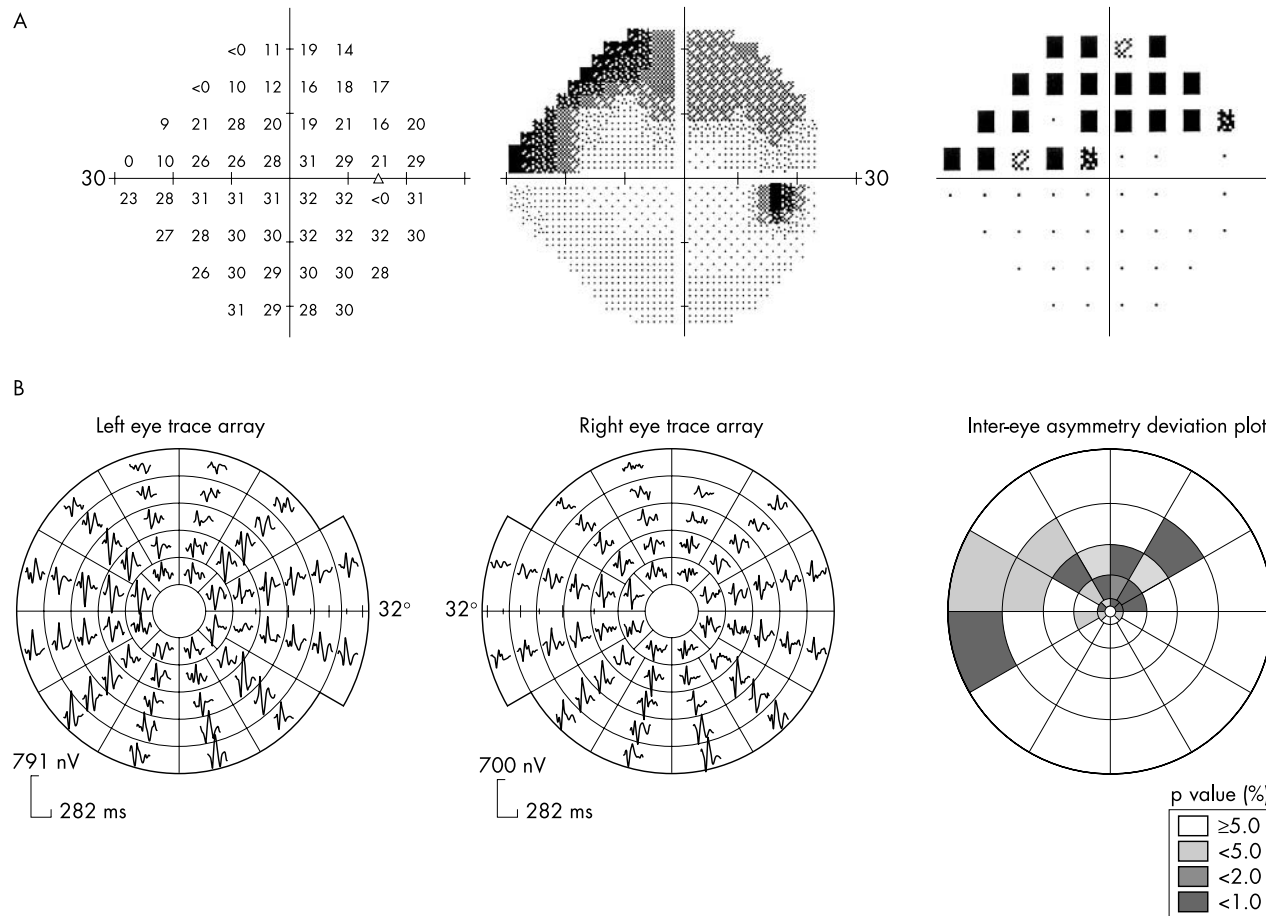 A
<0 11 19 14
<0 10 12 16 18 17
9 21 28 20 19 21 16 20
0 10 26 26 28 31 29 21 29
30 30
23 28 31 31 31 32 32 <0 31
27 28 30 30 32 32 32 30
26 30 29 30 30 28
31 29 28 30
B
Left eye trace array Right eye trace array Inter-eye asymmetry deviation plot
32° 32°
791 nV 700 nV
282 ms 282 ms
p value (%)
≥5.0
<5.0
<2.0
<1.0